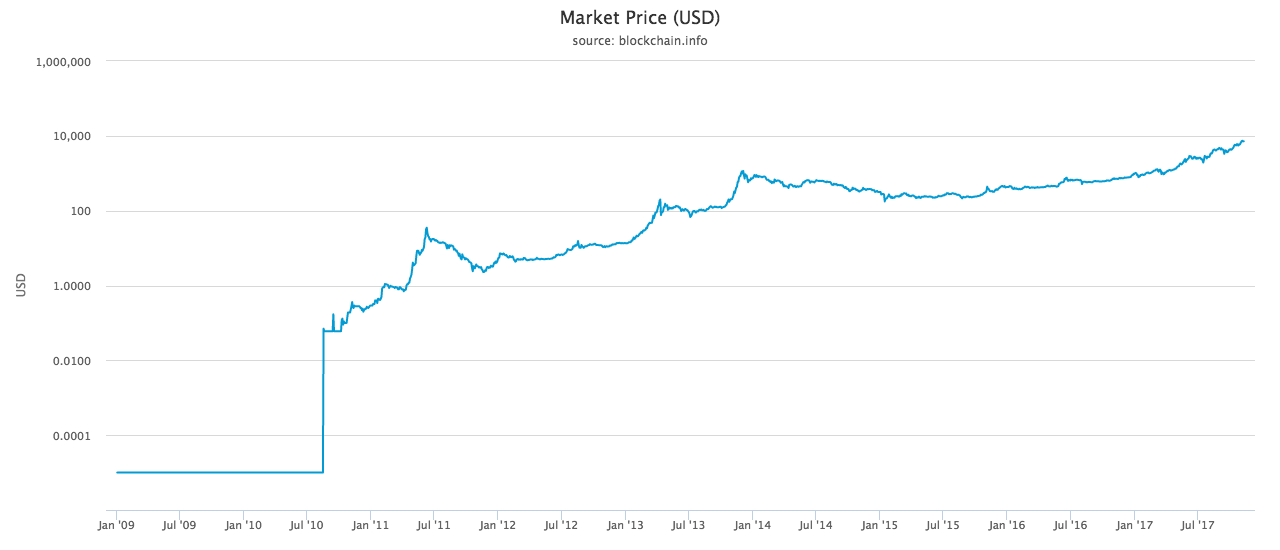 Market Price (USD)
source: blockchain.info
1,000,000
10,000
100
1.0000
0.0100
0.0001
USD
Jan '09 Jul '09 Jan '10 Jul '10 Jan '11 Jul '11 Jan '12 Jul '12 Jan '13 Jul '13 Jan '14 Jul '14 Jan '15 Jul '15 Jan '16 Jul '16 Jan '17 Jul '17